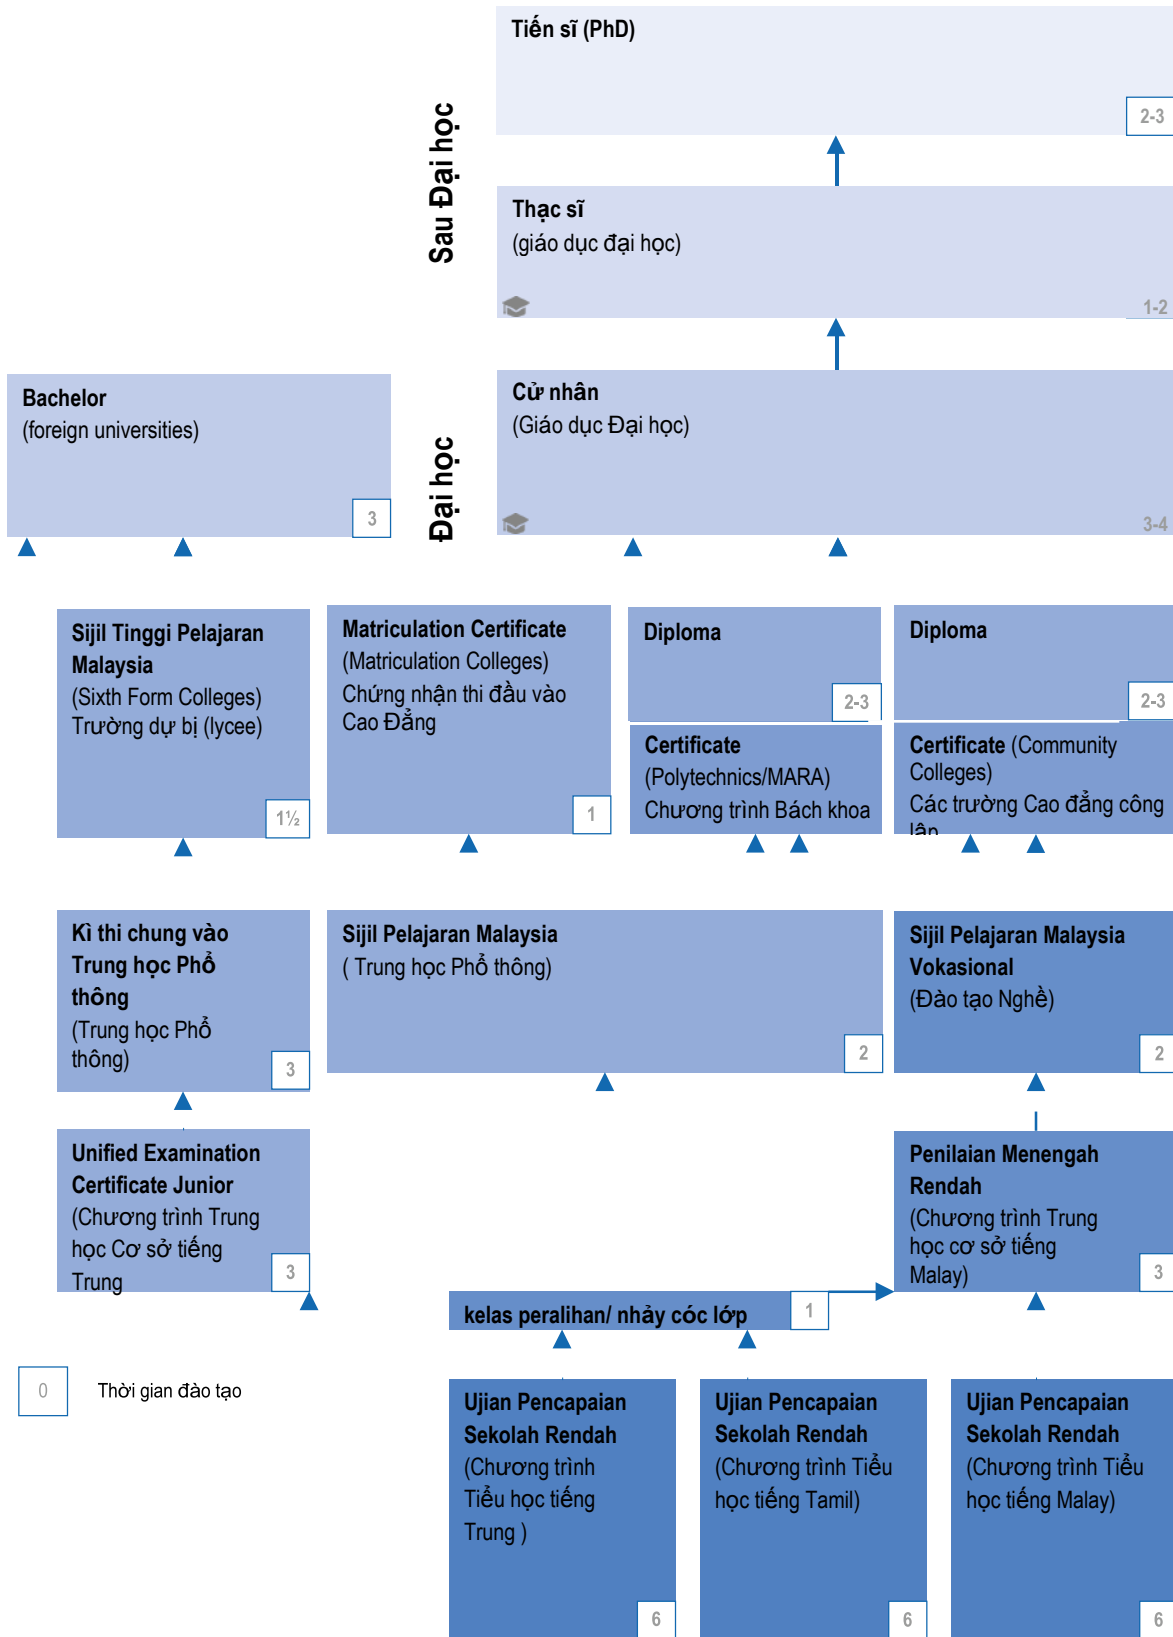 Tiến sĩ (PhD)
2-3
Sau Đại học
Thạc sĩ
(giáo dục đại học)
1-2
Bachelor
(foreign universities)
3
Đại học
Cử nhân
(Giáo dục Đại học)
3-4
Sijil Tinggi Pelajaran
Malaysia
(Sixth Form Colleges)
Trường dự bị (lycee)
1½
Matriculation Certificate
(Matriculation Colleges)
Chứng nhận thi đầu vào
Cao Đẳng
1
Diploma
2-3
Certificate
(Polytechnics/MARA)
Chương trình Bách khoa
Diploma
2-3
Certificate (Community
Colleges)
Các trường Cao đẳng công
lập
Kì thi chung vào
Trung học Phổ
thông
(Trung học Phổ
thông)
3
Sijil Pelajaran Malaysia
( Trung học Phổ thông)
2
Sijil Pelajaran Malaysia
Vokasional
(Đào tạo Nghề)
2
Unified Examination
Certificate Junior
(Chương trình Trung
học Cơ sở tiếng
Trung
3
Penilaian Menengah
Rendah
(Chương trình Trung
học cơ sở tiếng
Malay)
3
kelas peralihan/ nhảy cóc lớp
1
0
Thời gian đào tạo
Ujian Pencapaian
Sekolah Rendah
(Chương trình
Tiểu học tiếng
Trung )
6
Ujian Pencapaian
Sekolah Rendah
(Chương trình Tiểu
học tiếng Tamil)
6
Ujian Pencapaian
Sekolah Rendah
(Chương trình Tiểu
học tiếng Malay)
6